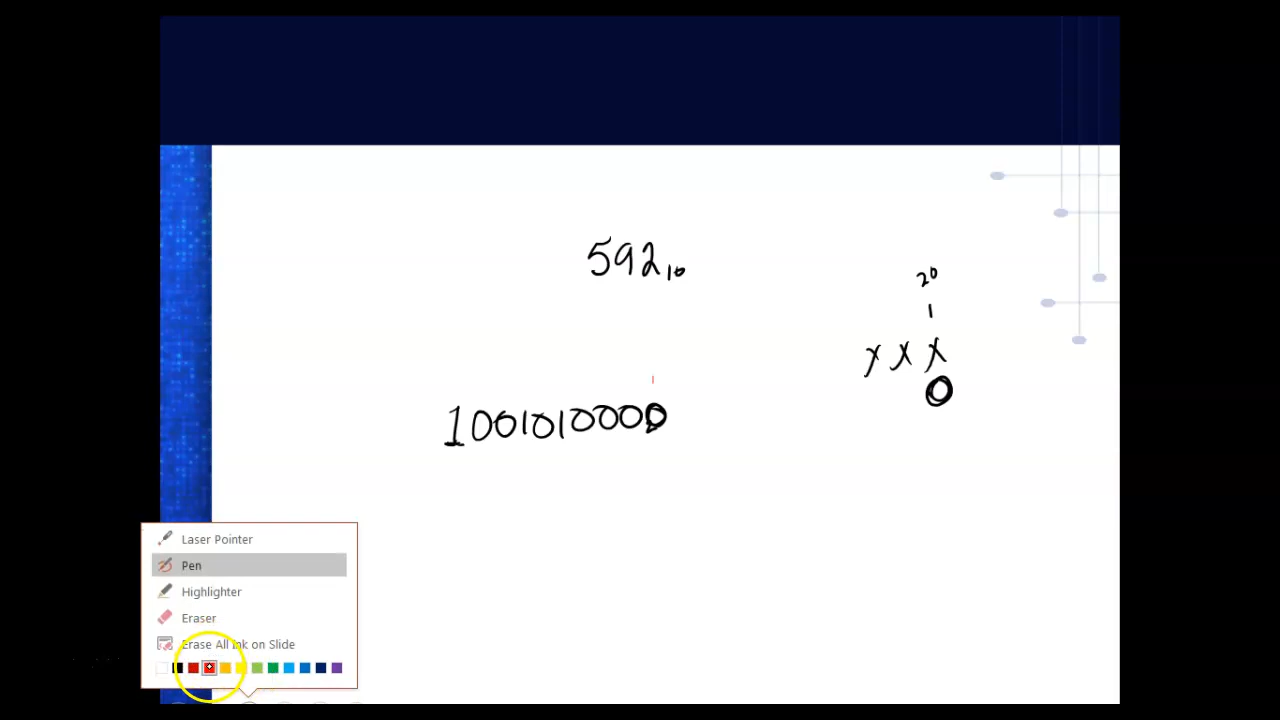 592₁₀
2⁰
1
x x x
0
1001010000
Laser Pointer
Pen
Highlighter
Eraser
Erase All Ink on Slide